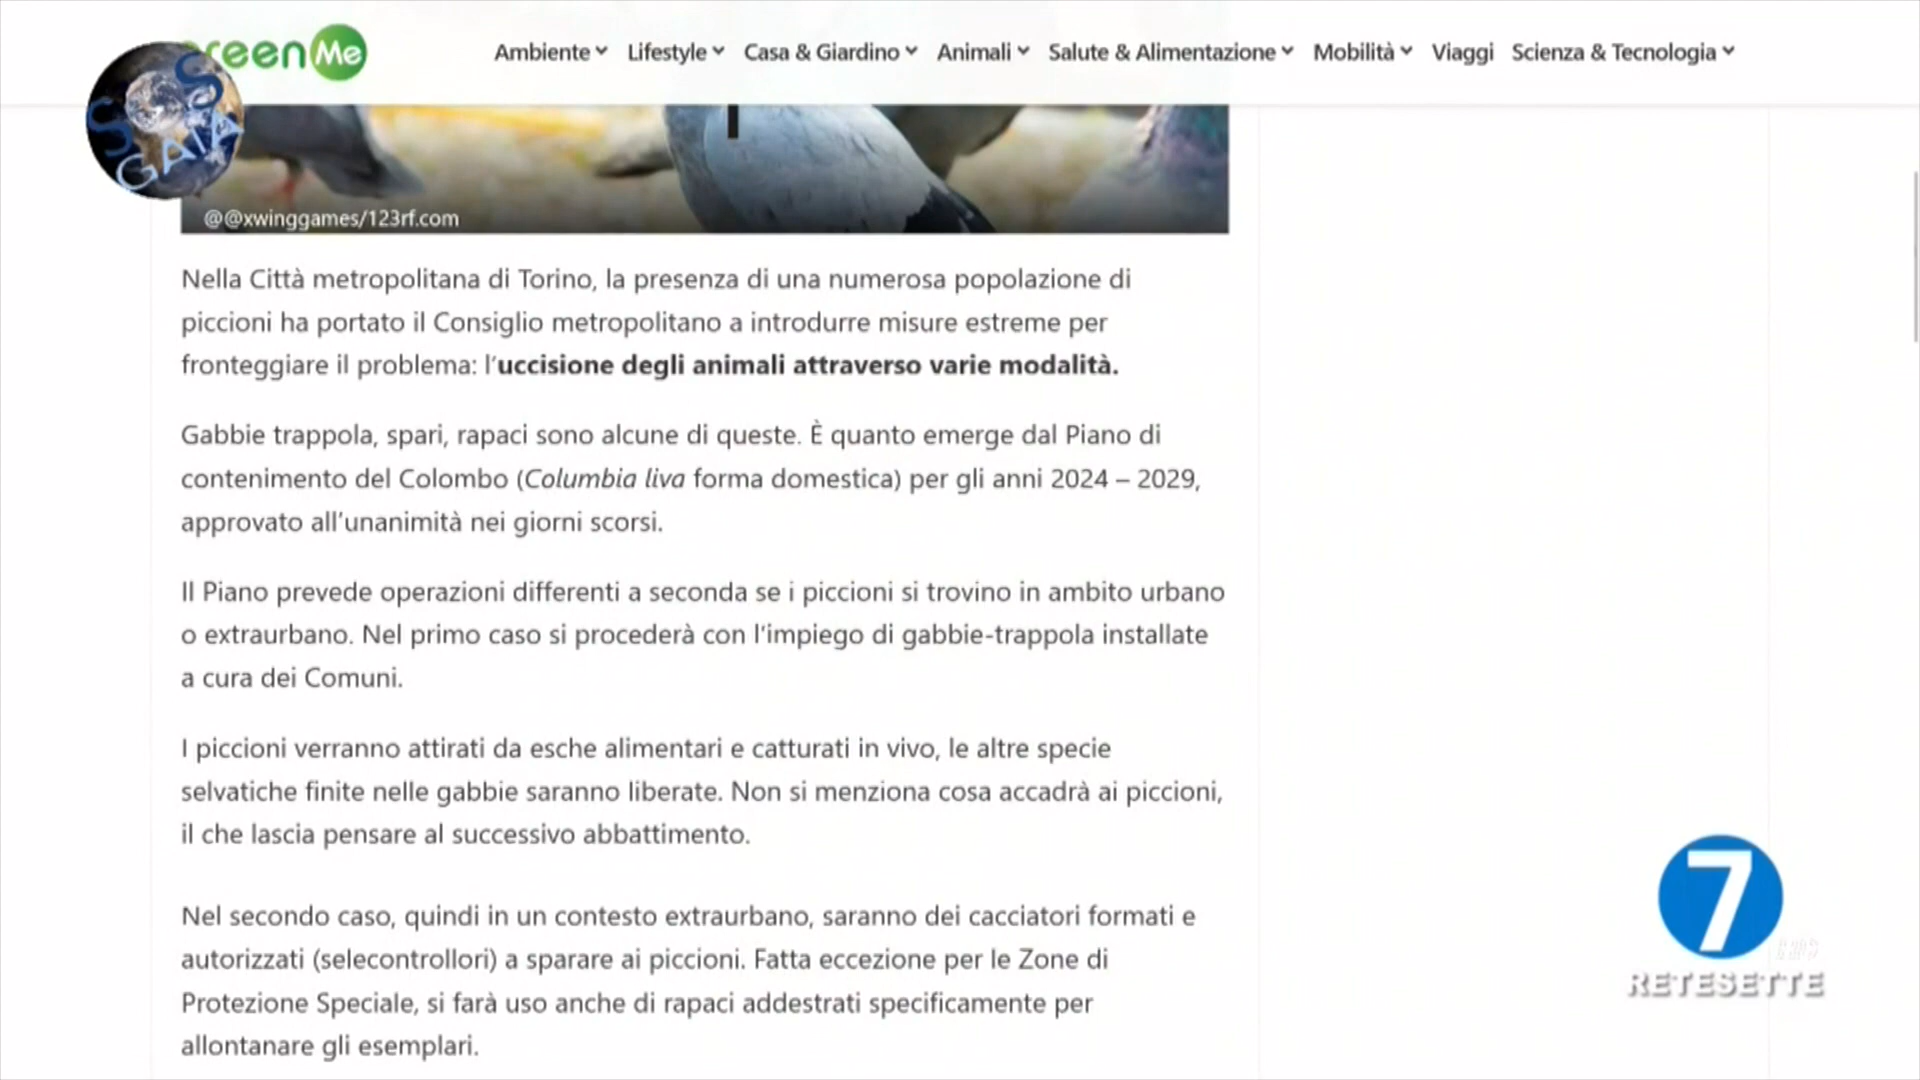 greenMe
SOS GAIA
Ambiente Lifestyle Casa & Giardino Animali Salute & Alimentazione Mobilità Viaggi Scienza & Tecnologia
@@xwinggames/123rf.com
Nella Città metropolitana di Torino, la presenza di una numerosa popolazione di
piccioni ha portato il Consiglio metropolitano a introdurre misure estreme per
fronteggiare il problema: l'uccisione degli animali attraverso varie modalità.
Gabbie trappola, spari, rapaci sono alcune di queste. È quanto emerge dal Piano di
contenimento del Colombo (Columbia liva forma domestica) per gli anni 2024 – 2029,
approvato all'unanimità nei giorni scorsi.
Il Piano prevede operazioni differenti a seconda se i piccioni si trovino in ambito urbano
o extraurbano. Nel primo caso si procederà con l'impiego di gabbie-trappola installate
a cura dei Comuni.
I piccioni verranno attirati da esche alimentari e catturati in vivo, le altre specie
selvatiche finite nelle gabbie saranno liberate. Non si menziona cosa accadrà ai piccioni,
il che lascia pensare al successivo abbattimento.
Nel secondo caso, quindi in un contesto extraurbano, saranno dei cacciatori formati e
autorizzati (selecontrollori) a sparare ai piccioni. Fatta eccezione per le Zone di
Protezione Speciale, si farà uso anche di rapaci addestrati specificamente per
allontanare gli esemplari.
7
RETESETTE